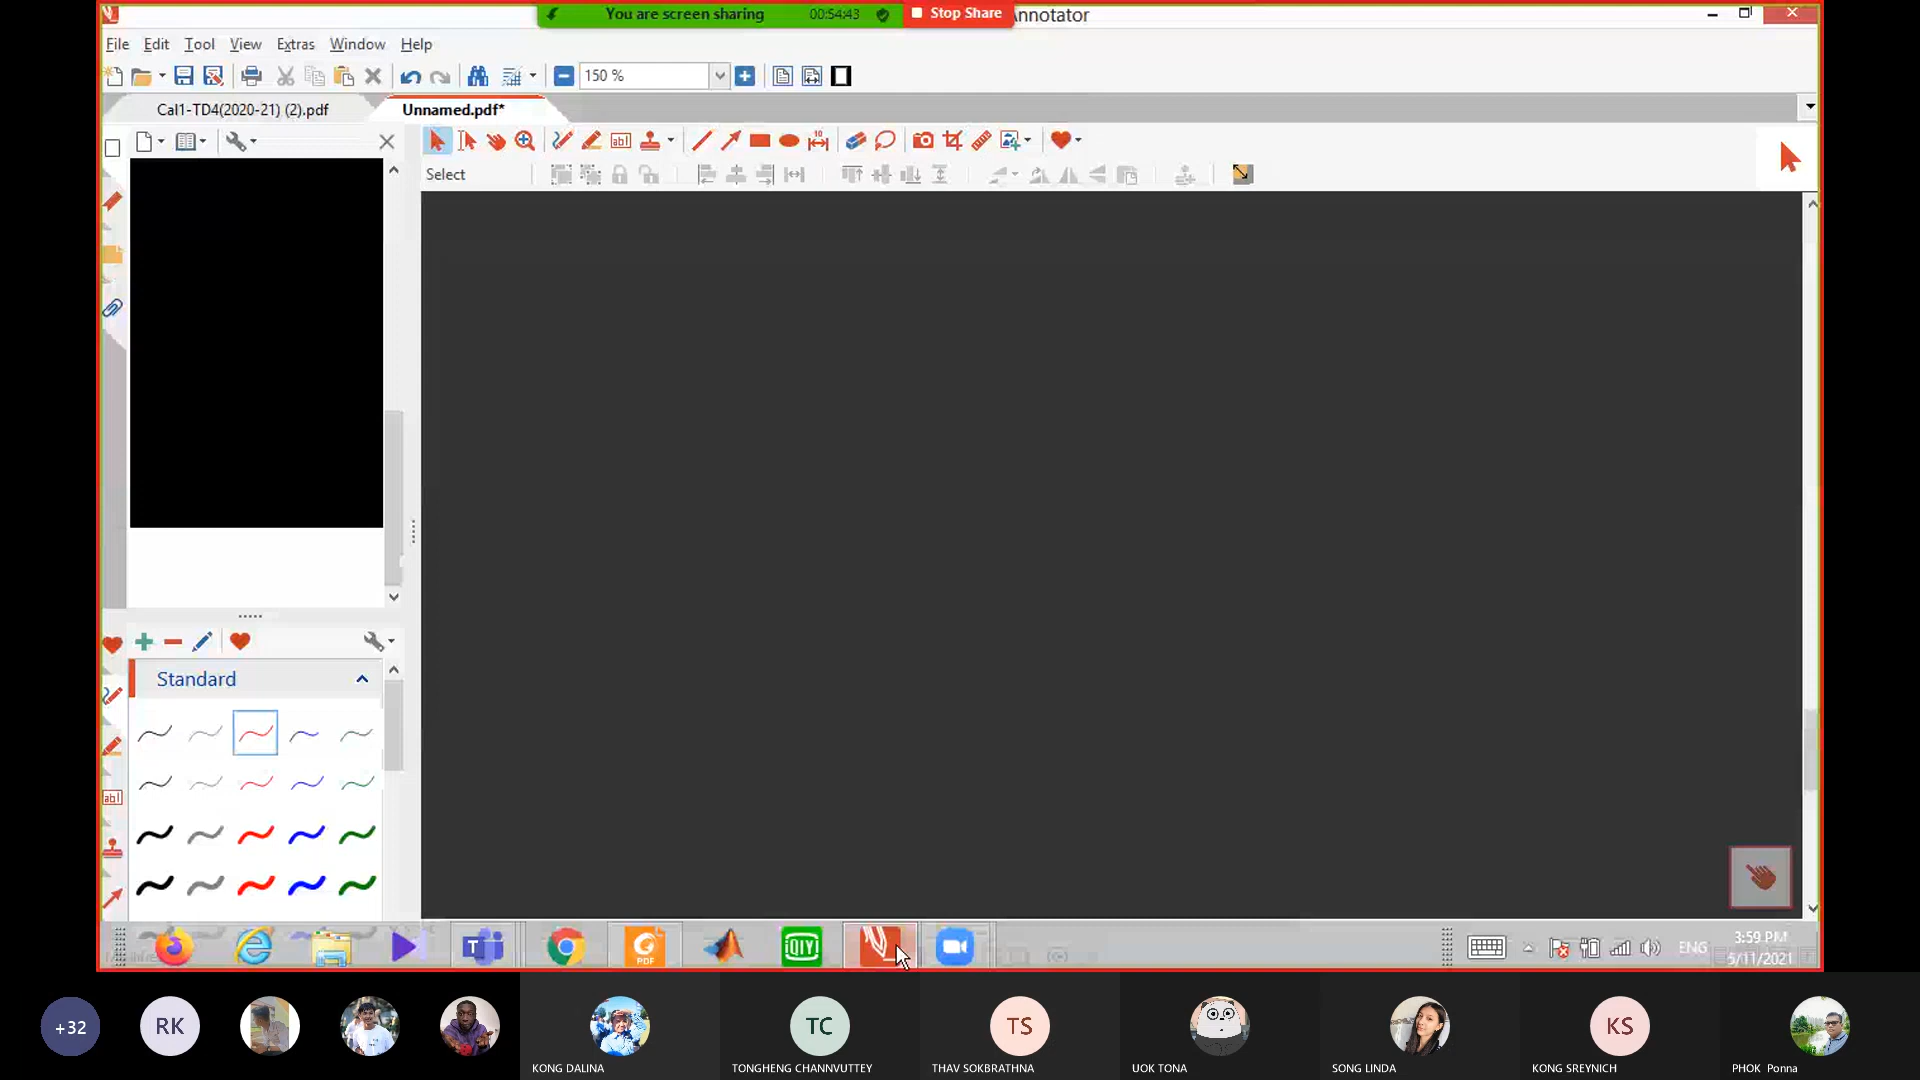 You are screen sharing 00:54:43 Stop Share Annotator
File Edit Tool View Extras Window Help
150 %
Cal1-TD4(2020-21) (2).pdf Unnamed.pdf*
Select
Standard
3:59 PM
ENG
5/11/2021
+32 RK TC TS KS
KONG DALINA TONGHENG CHANNVUTTEY THAV SOKBRATHNA UOK TONA SONG LINDA KONG SREYNICH PHOK Ponna